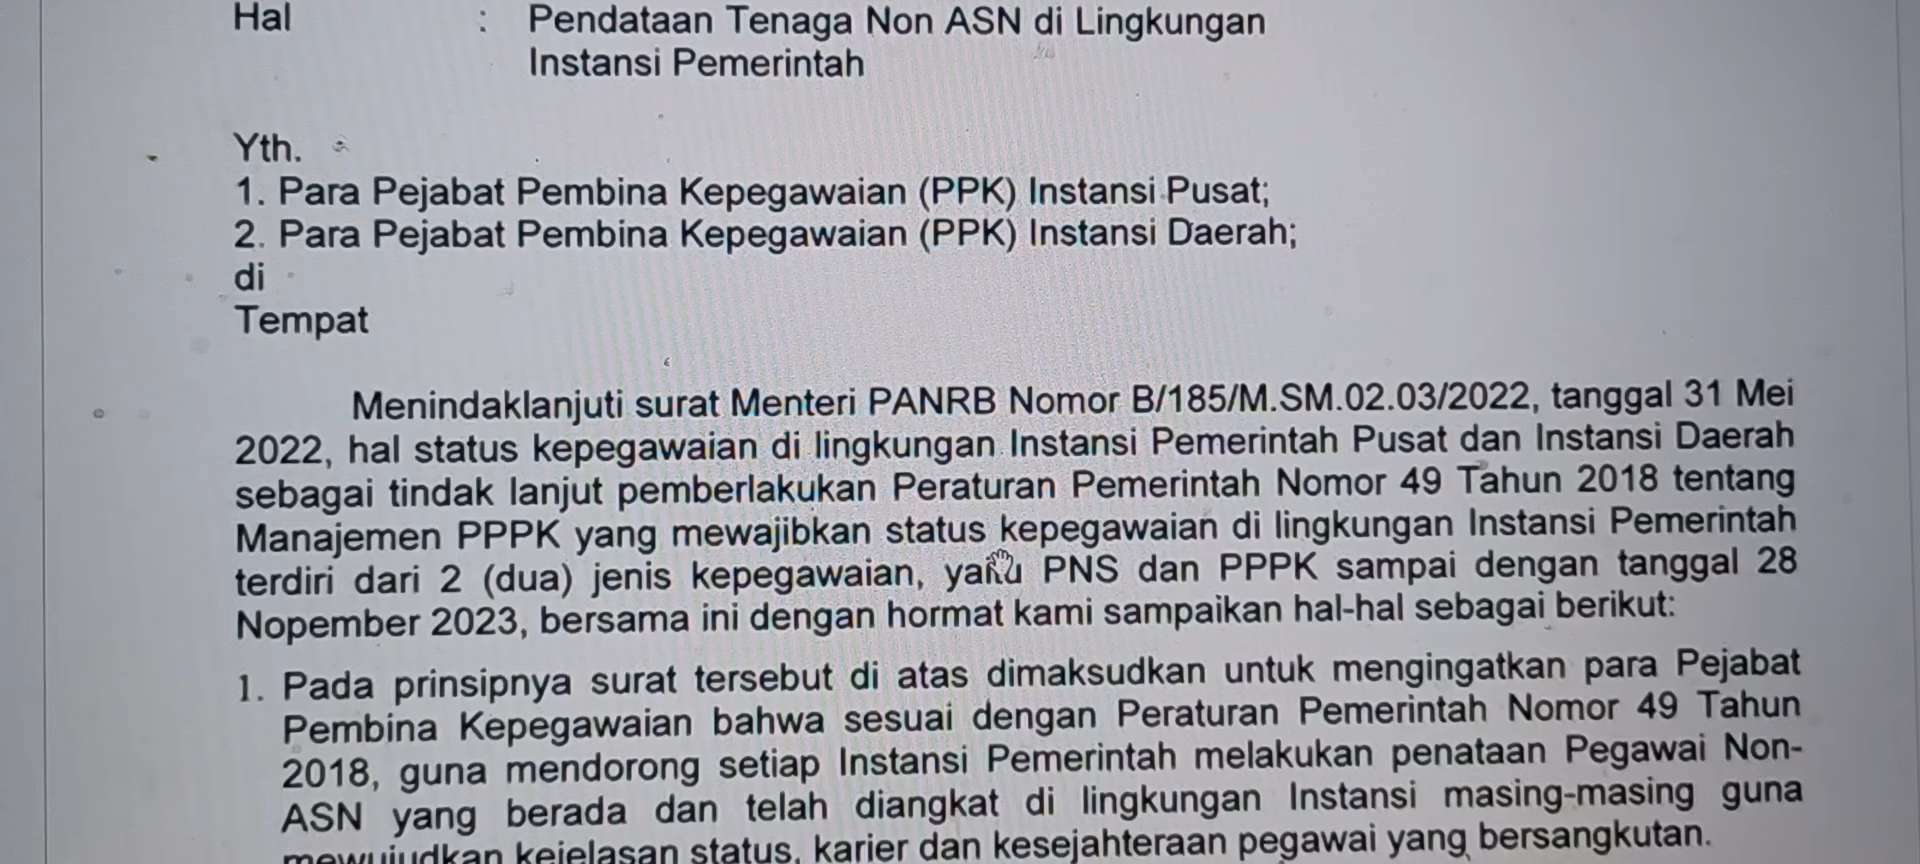 Hal : Pendataan Tenaga Non ASN di Lingkungan
Instansi Pemerintah
Yth.
1. Para Pejabat Pembina Kepegawaian (PPK) Instansi Pusat;
2. Para Pejabat Pembina Kepegawaian (PPK) Instansi Daerah;
di
Tempat
Menindaklanjuti surat Menteri PANRB Nomor B/185/M.SM.02.03/2022, tanggal 31 Mei
2022, hal status kepegawaian di lingkungan Instansi Pemerintah Pusat dan Instansi Daerah
sebagai tindak lanjut pemberlakukan Peraturan Pemerintah Nomor 49 Tahun 2018 tentang
Manajemen PPPK yang mewajibkan status kepegawaian di lingkungan Instansi Pemerintah
terdiri dari 2 (dua) jenis kepegawaian, yaitu PNS dan PPPK sampai dengan tanggal 28
Nopember 2023, bersama ini dengan hormat kami sampaikan hal-hal sebagai berikut:
1. Pada prinsipnya surat tersebut di atas dimaksudkan untuk mengingatkan para Pejabat
Pembina Kepegawaian bahwa sesuai dengan Peraturan Pemerintah Nomor 49 Tahun
2018, guna mendorong setiap Instansi Pemerintah melakukan penataan Pegawai Non-
ASN yang berada dan telah diangkat di lingkungan Instansi masing-masing guna
mewujudkan kejelasan status, karier dan kesejahteraan pegawai yang bersangkutan.